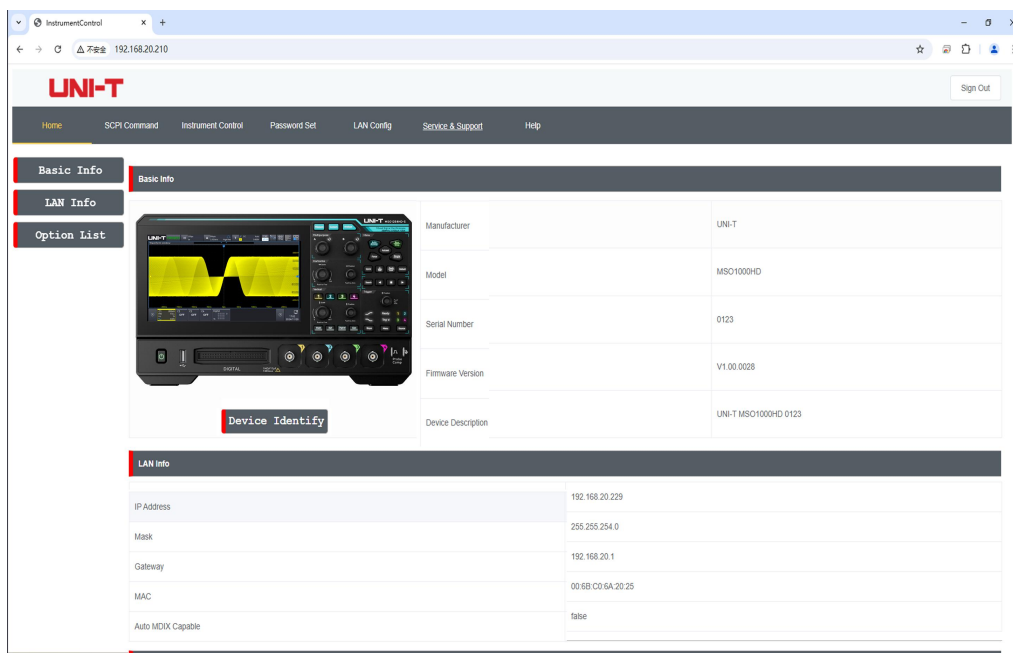 InstrumentControl
不安全 192.168.20.210
UNI-T
Sign Out
Home SCPI Command Instrument Control Password Set LAN Config Service & Support Help
Basic Info
LAN Info
Option List
Basic Info
UNI-T
DIGITAL
Device Identify
Manufacturer UNI-T
Model MSO1000HD
Serial Number 0123
Firmware Version V1.00.0028
Device Description UNI-T MSO1000HD 0123
LAN Info
IP Address 192.168.20.229
Mask 255.255.254.0
Gateway 192.168.20.1
MAC 00:6B:C0:6A:20:25
Auto MDIX Capable false